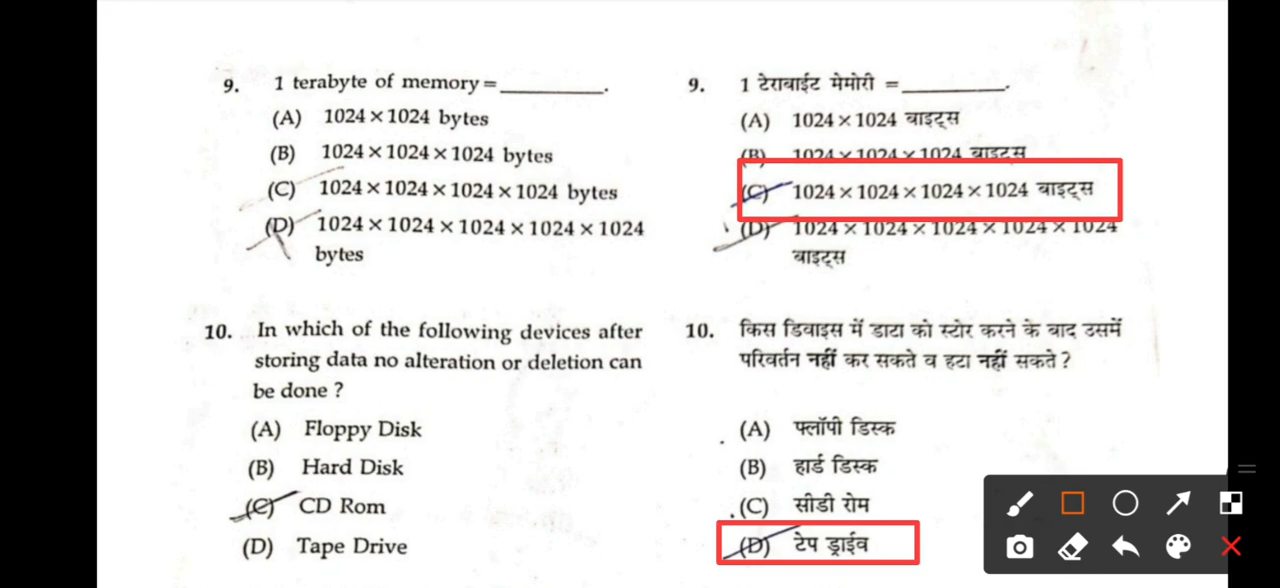 9. 1 terabyte of memory = ________.
(A) 1024 × 1024 bytes
(B) 1024 × 1024 × 1024 bytes
(C) 1024 × 1024 × 1024 × 1024 bytes
(D) 1024 × 1024 × 1024 × 1024 × 1024
bytes
10. In which of the following devices after
storing data no alteration or deletion can
be done ?
(A) Floppy Disk
(B) Hard Disk
(C) CD Rom
(D) Tape Drive
9. 1 टेराबाईट मेमोरी = ________.
(A) 1024 × 1024 बाइट्स
(B) 1024 × 1024 × 1024 बाइट्स
(C) 1024 × 1024 × 1024 × 1024 बाइट्स
(D) 1024 × 1024 × 1024 × 1024 × 1024
बाइट्स
10. किस डिवाइस में डाटा को स्टोर करने के बाद उसमें
परिवर्तन नहीं कर सकते व हटा नहीं सकते ?
(A) फ्लॉपी डिस्क
(B) हार्ड डिस्क
(C) सीडी रोम
(D) टेप ड्राईव